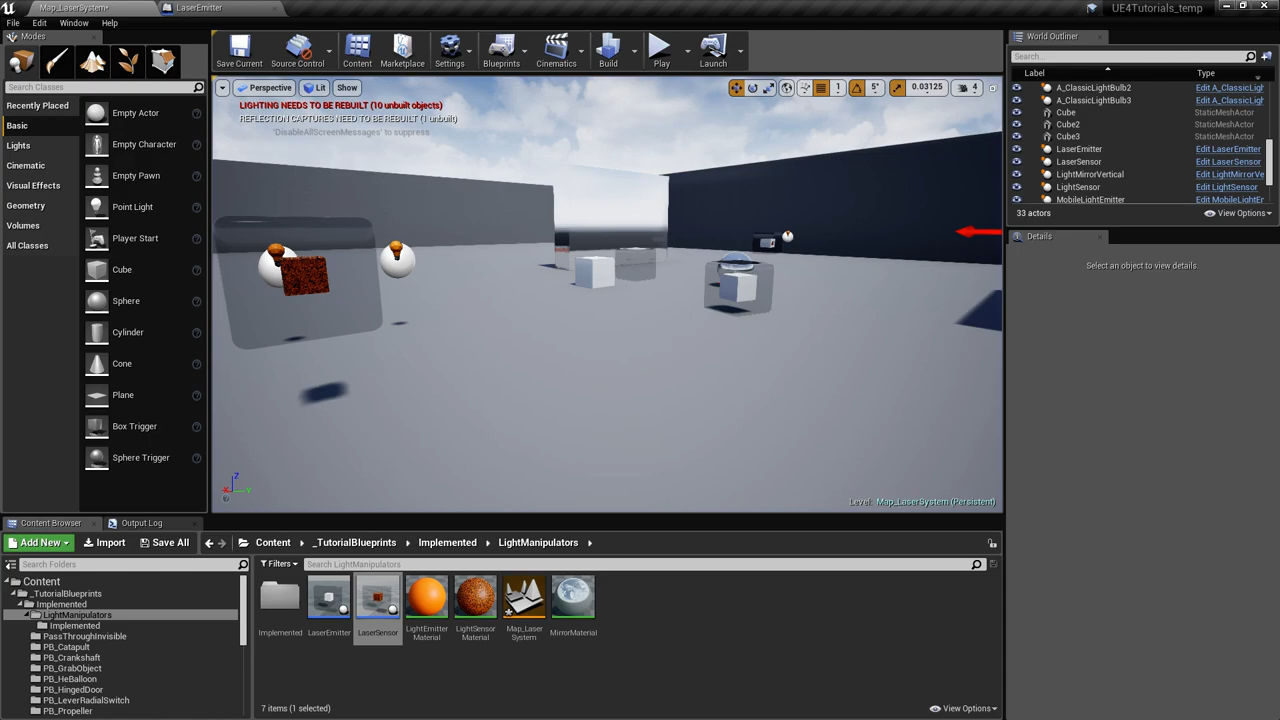 Map_LaserSystem*
LaserEmitter
UE4Tutorials_temp
File Edit Window Help
Modes
Search Classes
Recently Placed
Basic
Lights
Cinematic
Visual Effects
Geometry
Volumes
All Classes
Empty Actor
Empty Character
Empty Pawn
Point Light
Player Start
Cube
Sphere
Cylinder
Cone
Plane
Box Trigger
Sphere Trigger
Save Current
Source Control
Content
Marketplace
Settings
Blueprints
Cinematics
Build
Play
Launch
Perspective Lit Show
1 5° 0.03125 4
LIGHTING NEEDS TO BE REBUILT (10 unbuilt objects)
REFLECTION CAPTURES NEED TO BE REBUILT (1 unbuilt)
'DisableAllScreenMessages' to suppress
Z
X Y
Level: Map_LaserSystem (Persistent)
World Outliner
Search...
Label Type
A_ClassicLightBulb2 Edit A_ClassicLigh
A_ClassicLightBulb3 Edit A_ClassicLigh
Cube StaticMeshActor
Cube2 StaticMeshActor
Cube3 StaticMeshActor
LaserEmitter Edit LaserEmitter
LaserSensor Edit LaserSensor
LightMirrorVertical Edit LightMirrorVe
LightSensor Edit LightSensor
MobileLightEmitter Edit MobileLightEr
33 actors View Options
Details
Select an object to view details.
Content Browser
Output Log
Add New Import Save All
Content _TutorialBlueprints Implemented LightManipulators
Search Folders
Filters Search LightManipulators
Content
_TutorialBlueprints
Implemented
LightManipulators
Implemented
PassThroughInvisible
PB_Catapult
PB_Crankshaft
PB_GrabObject
PB_HeBalloon
PB_HingedDoor
PB_LeverRadialSwitch
PB_Propeller
Implemented
LaserEmitter
LaserSensor
LightEmitter
Material
LightSensor
Material
Map_Laser
System
MirrorMaterial
7 items (1 selected)
View Options